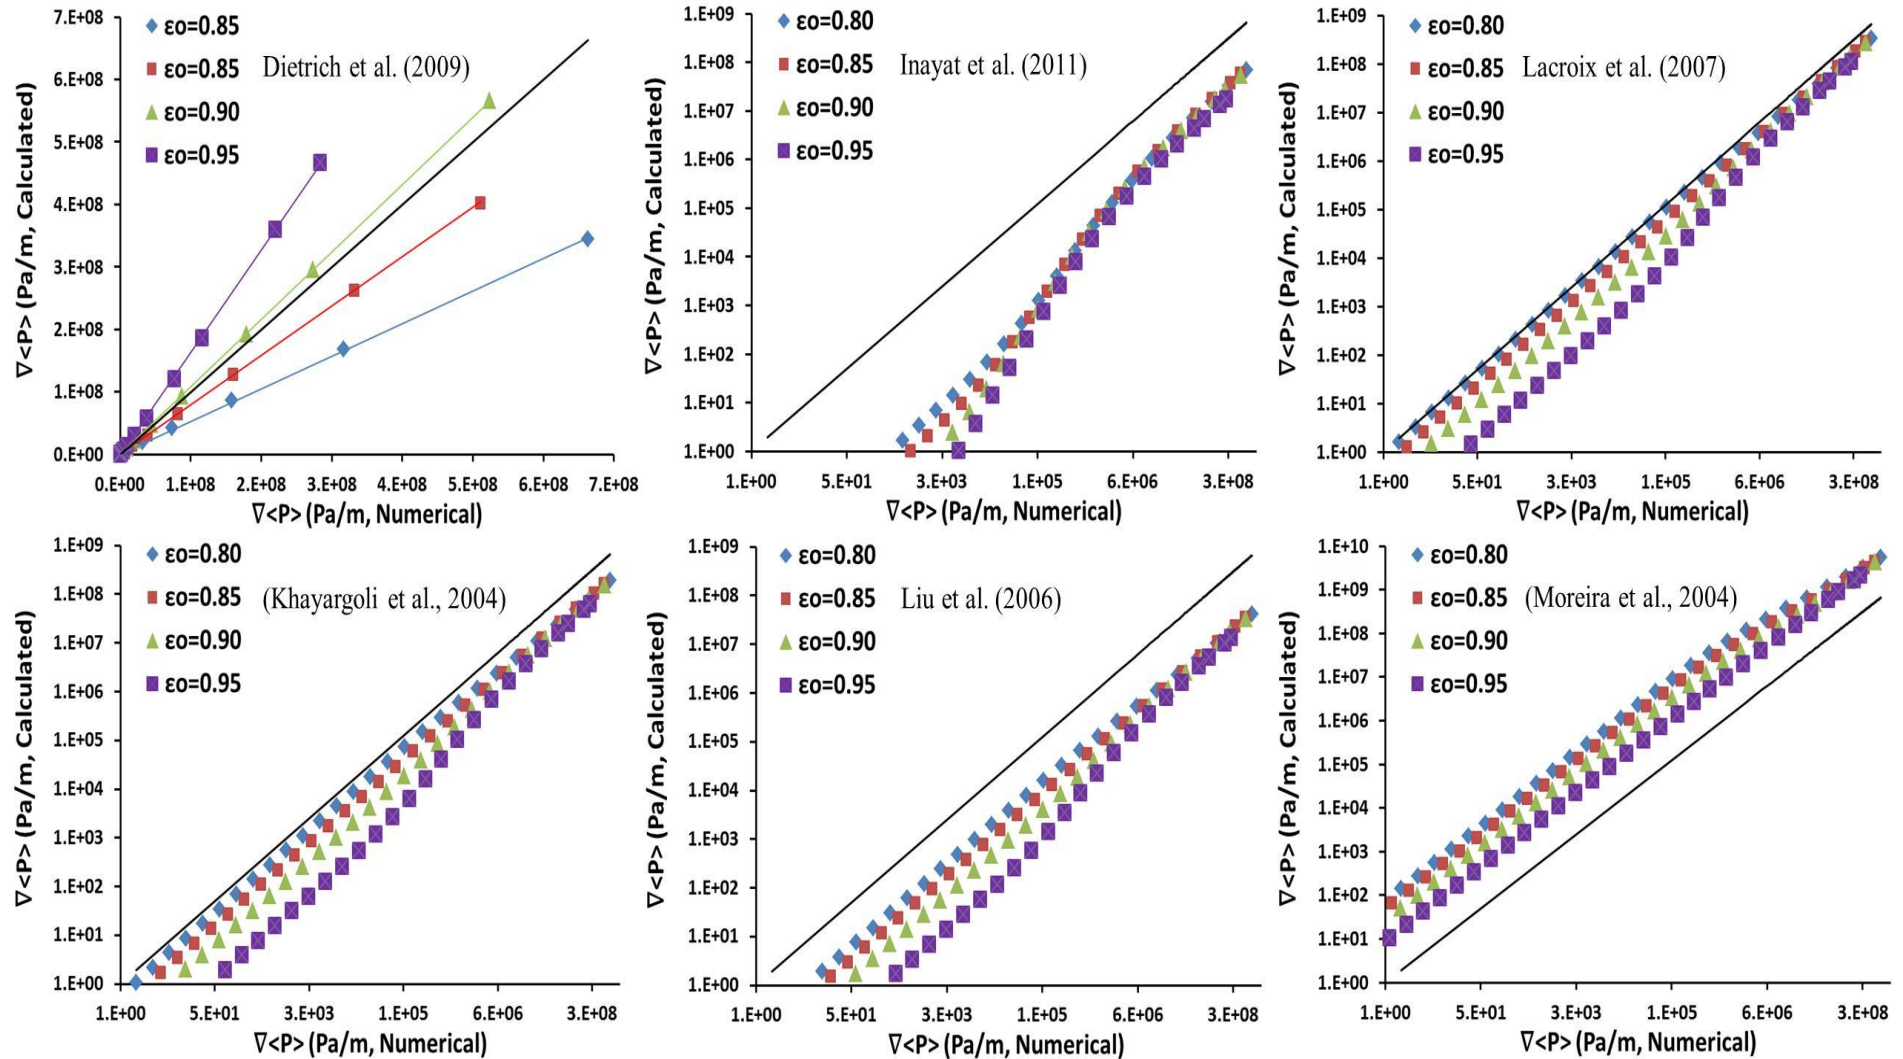 7.E+08
6.E+08
5.E+08
4.E+08
3.E+08
2.E+08
1.E+08
0.E+00
∇<P> (Pa/m, Calculated)
εo=0.85
εo=0.85
εo=0.90
εo=0.95
Dietrich et al. (2009)
0.E+00 1.E+08 2.E+08 3.E+08 4.E+08 5.E+08 6.E+08 7.E+08
∇<P> (Pa/m, Numerical)
1.E+09
1.E+08
1.E+07
1.E+06
1.E+05
1.E+04
1.E+03
1.E+02
1.E+01
1.E+00
∇<P> (Pa/m, Calculated)
εo=0.80
εo=0.85
εo=0.90
εo=0.95
Inayat et al. (2011)
1.E+00 5.E+01 3.E+03 1.E+05 6.E+06 3.E+08
∇<P> (Pa/m, Numerical)
1.E+09
1.E+08
1.E+07
1.E+06
1.E+05
1.E+04
1.E+03
1.E+02
1.E+01
1.E+00
∇<P> (Pa/m, Calculated)
εo=0.80
εo=0.85
εo=0.90
εo=0.95
Lacroix et al. (2007)
1.E+00 5.E+01 3.E+03 1.E+05 6.E+06 3.E+08
∇<P> (Pa/m, Numerical)
1.E+09
1.E+08
1.E+07
1.E+06
1.E+05
1.E+04
1.E+03
1.E+02
1.E+01
1.E+00
∇<P> (Pa/m, Calculated)
εo=0.80
εo=0.85
εo=0.90
εo=0.95
(Khayargoli et al., 2004)
1.E+00 5.E+01 3.E+03 1.E+05 6.E+06 3.E+08
∇<P> (Pa/m, Numerical)
1.E+09
1.E+08
1.E+07
1.E+06
1.E+05
1.E+04
1.E+03
1.E+02
1.E+01
1.E+00
∇<P> (Pa/m, Calculated)
εo=0.80
εo=0.85
εo=0.90
εo=0.95
Liu et al. (2006)
1.E+00 5.E+01 3.E+03 1.E+05 6.E+06 3.E+08
∇<P> (Pa/m, Numerical)
1.E+10
1.E+09
1.E+08
1.E+07
1.E+06
1.E+05
1.E+04
1.E+03
1.E+02
1.E+01
1.E+00
∇<P> (Pa/m, Calculated)
εo=0.80
εo=0.85
εo=0.90
εo=0.95
(Moreira et al., 2004)
1.E+00 5.E+01 3.E+03 1.E+05 6.E+06 3.E+08
∇<P> (Pa/m, Numerical)